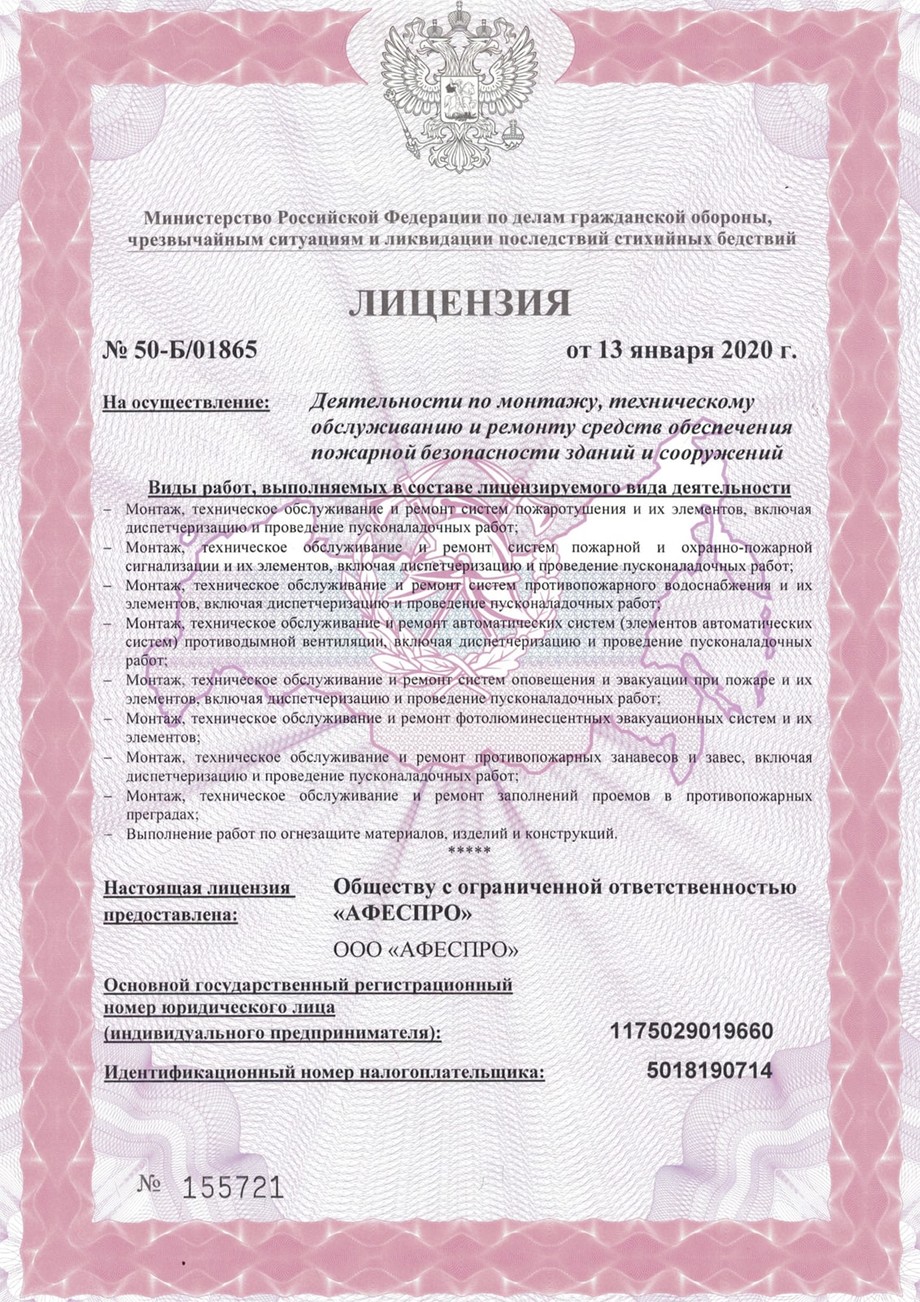 Министерство Российской Федерации по делам гражданской обороны,
чрезвычайным ситуациям и ликвидации последствий стихийных бедствий
ЛИЦЕНЗИЯ
№ 50-Б/01865 от 13 января 2020 г.
На осуществление: Деятельности по монтажу, техническому
обслуживанию и ремонту средств обеспечения
пожарной безопасности зданий и сооружений
Виды работ, выполняемых в составе лицензируемого вида деятельности
– Монтаж, техническое обслуживание и ремонт систем пожаротушения и их элементов, включая
диспетчеризацию и проведение пусконаладочных работ;
– Монтаж, техническое обслуживание и ремонт систем пожарной и охранно-пожарной
сигнализации и их элементов, включая диспетчеризацию и проведение пусконаладочных работ;
– Монтаж, техническое обслуживание и ремонт систем противопожарного водоснабжения и их
элементов, включая диспетчеризацию и проведение пусконаладочных работ;
– Монтаж, техническое обслуживание и ремонт автоматических систем (элементов автоматических
систем) противодымной вентиляции, включая диспетчеризацию и проведение пусконаладочных
работ;
– Монтаж, техническое обслуживание и ремонт систем оповещения и эвакуации при пожаре и их
элементов, включая диспетчеризацию и проведение пусконаладочных работ;
– Монтаж, техническое обслуживание и ремонт фотолюминесцентных эвакуационных систем и их
элементов;
– Монтаж, техническое обслуживание и ремонт противопожарных занавесов и завес, включая
диспетчеризацию и проведение пусконаладочных работ;
– Монтаж, техническое обслуживание и ремонт заполнений проемов в противопожарных
преградах;
– Выполнение работ по огнезащите материалов, изделий и конструкций.
*****
Настоящая лицензия Обществу с ограниченной ответственностью
предоставлена: «АФЕСПРО»
ООО «АФЕСПРО»
Основной государственный регистрационный
номер юридического лица
(индивидуального предпринимателя): 1175029019660
Идентификационный номер налогоплательщика: 5018190714
№ 155721